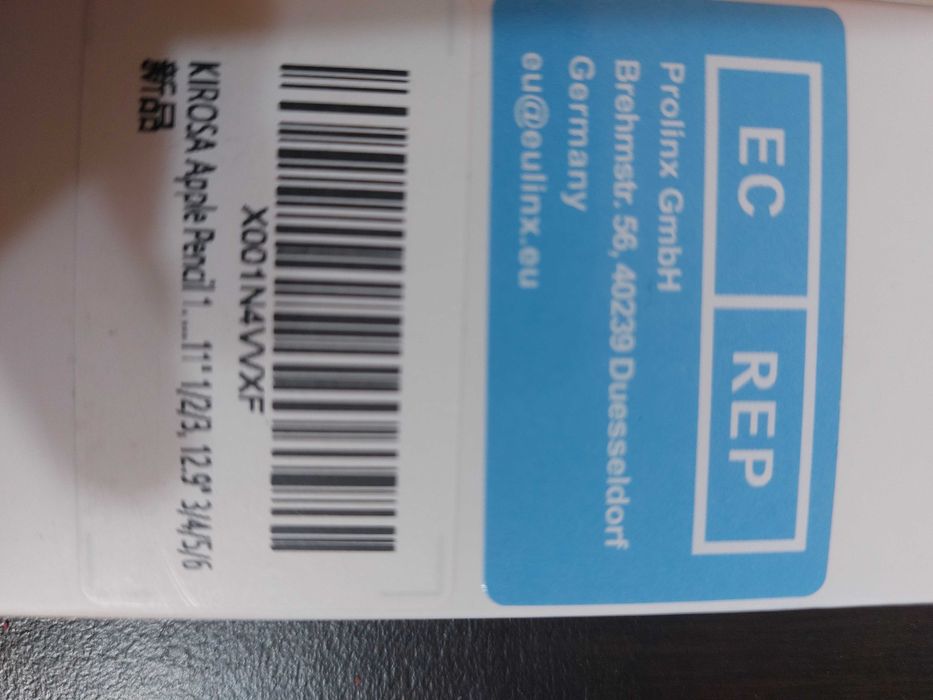 EC REP
Prolinx GmbH
Brehmstr. 56, 40239 Duesseldorf
Germany
eu@eulinx.eu
X001N4VVXF
KIROSA Apple Pencil 1. ...11" 1/2/3, 12.9" 3/4/5/6
新品